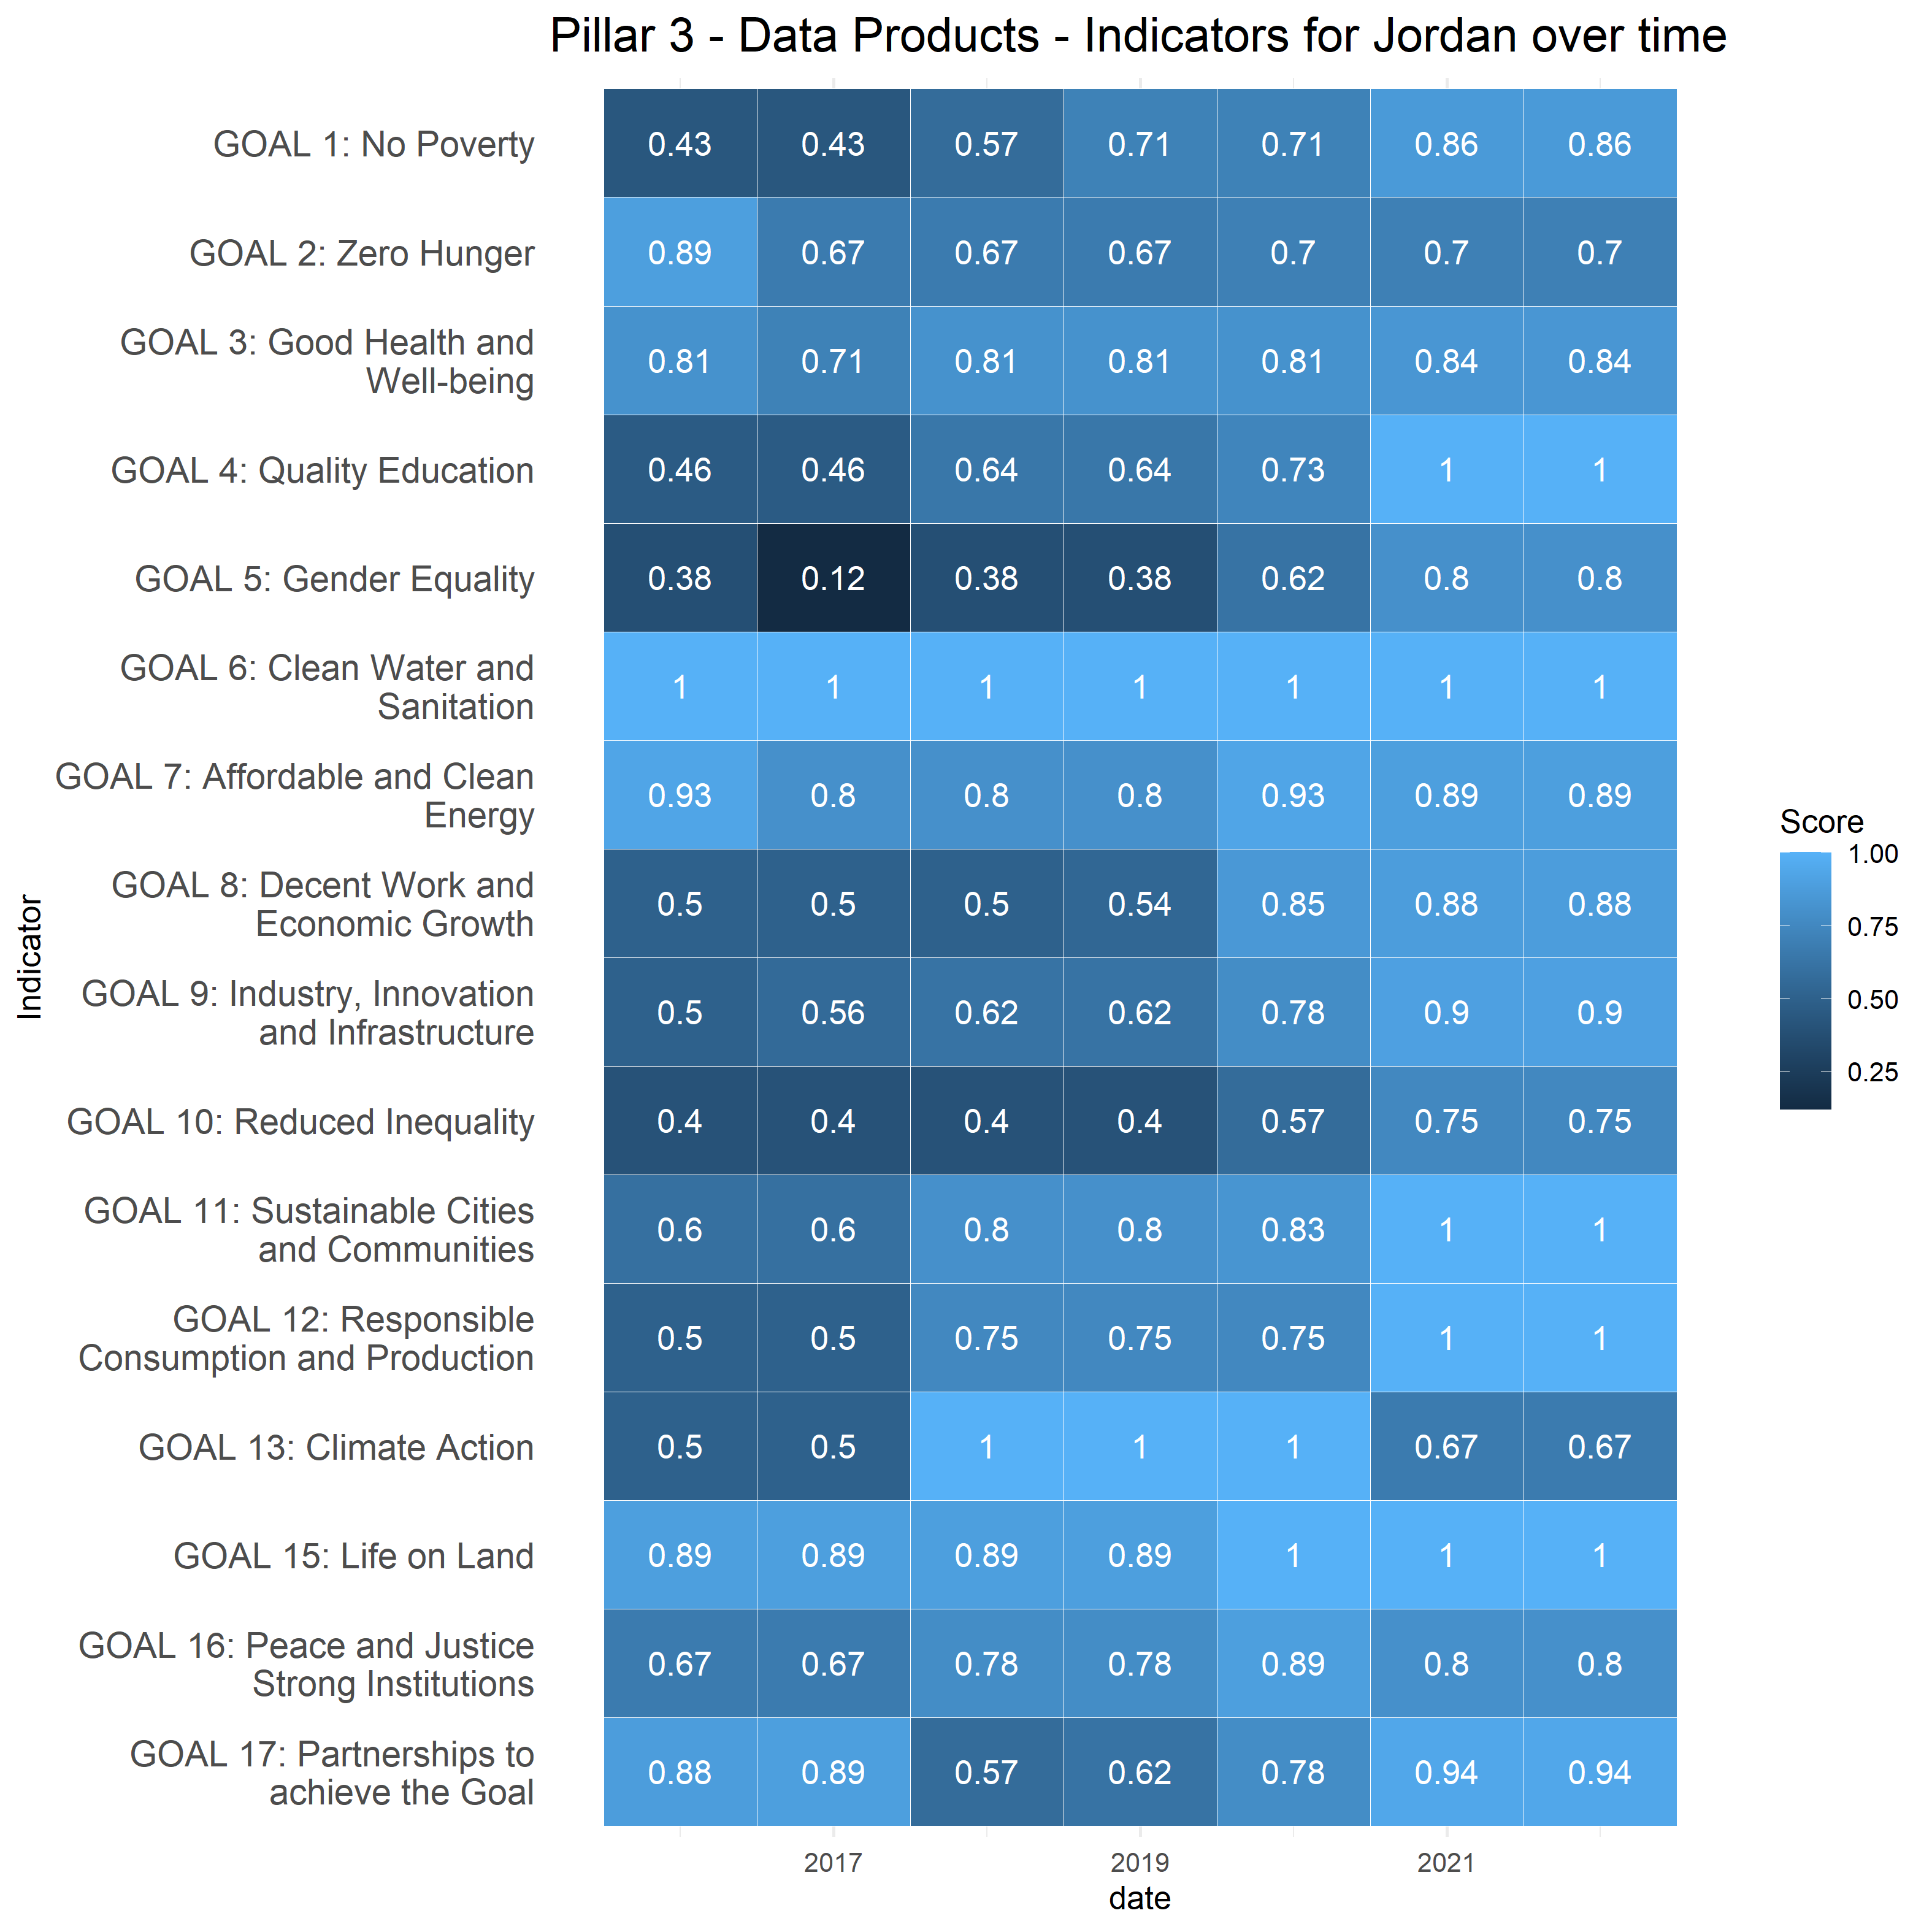 Pillar 3 - Data Products - Indicators for Jordan over time
GOAL 1: No Poverty
0.43 0.43 0.57 0.71 0.71 0.86 0.86
GOAL 2: Zero Hunger
0.89 0.67 0.67 0.67 0.7 0.7 0.7
GOAL 3: Good Health and
Well-being
0.81 0.71 0.81 0.81 0.81 0.84 0.84
GOAL 4: Quality Education
0.46 0.46 0.64 0.64 0.73 1 1
GOAL 5: Gender Equality
0.38 0.12 0.38 0.38 0.62 0.8 0.8
GOAL 6: Clean Water and
Sanitation
1 1 1 1 1 1 1
GOAL 7: Affordable and Clean
Energy
0.93 0.8 0.8 0.8 0.93 0.89 0.89
GOAL 8: Decent Work and
Economic Growth
0.5 0.5 0.5 0.54 0.85 0.88 0.88
GOAL 9: Industry, Innovation
and Infrastructure
0.5 0.56 0.62 0.62 0.78 0.9 0.9
GOAL 10: Reduced Inequality
0.4 0.4 0.4 0.4 0.57 0.75 0.75
GOAL 11: Sustainable Cities
and Communities
0.6 0.6 0.8 0.8 0.83 1 1
GOAL 12: Responsible
Consumption and Production
0.5 0.5 0.75 0.75 0.75 1 1
GOAL 13: Climate Action
0.5 0.5 1 1 1 0.67 0.67
GOAL 15: Life on Land
0.89 0.89 0.89 0.89 1 1 1
GOAL 16: Peace and Justice
Strong Institutions
0.67 0.67 0.78 0.78 0.89 0.8 0.8
GOAL 17: Partnerships to
achieve the Goal
0.88 0.89 0.57 0.62 0.78 0.94 0.94
2017 2019 2021
date
Indicator
Score
1.00
0.75
0.50
0.25